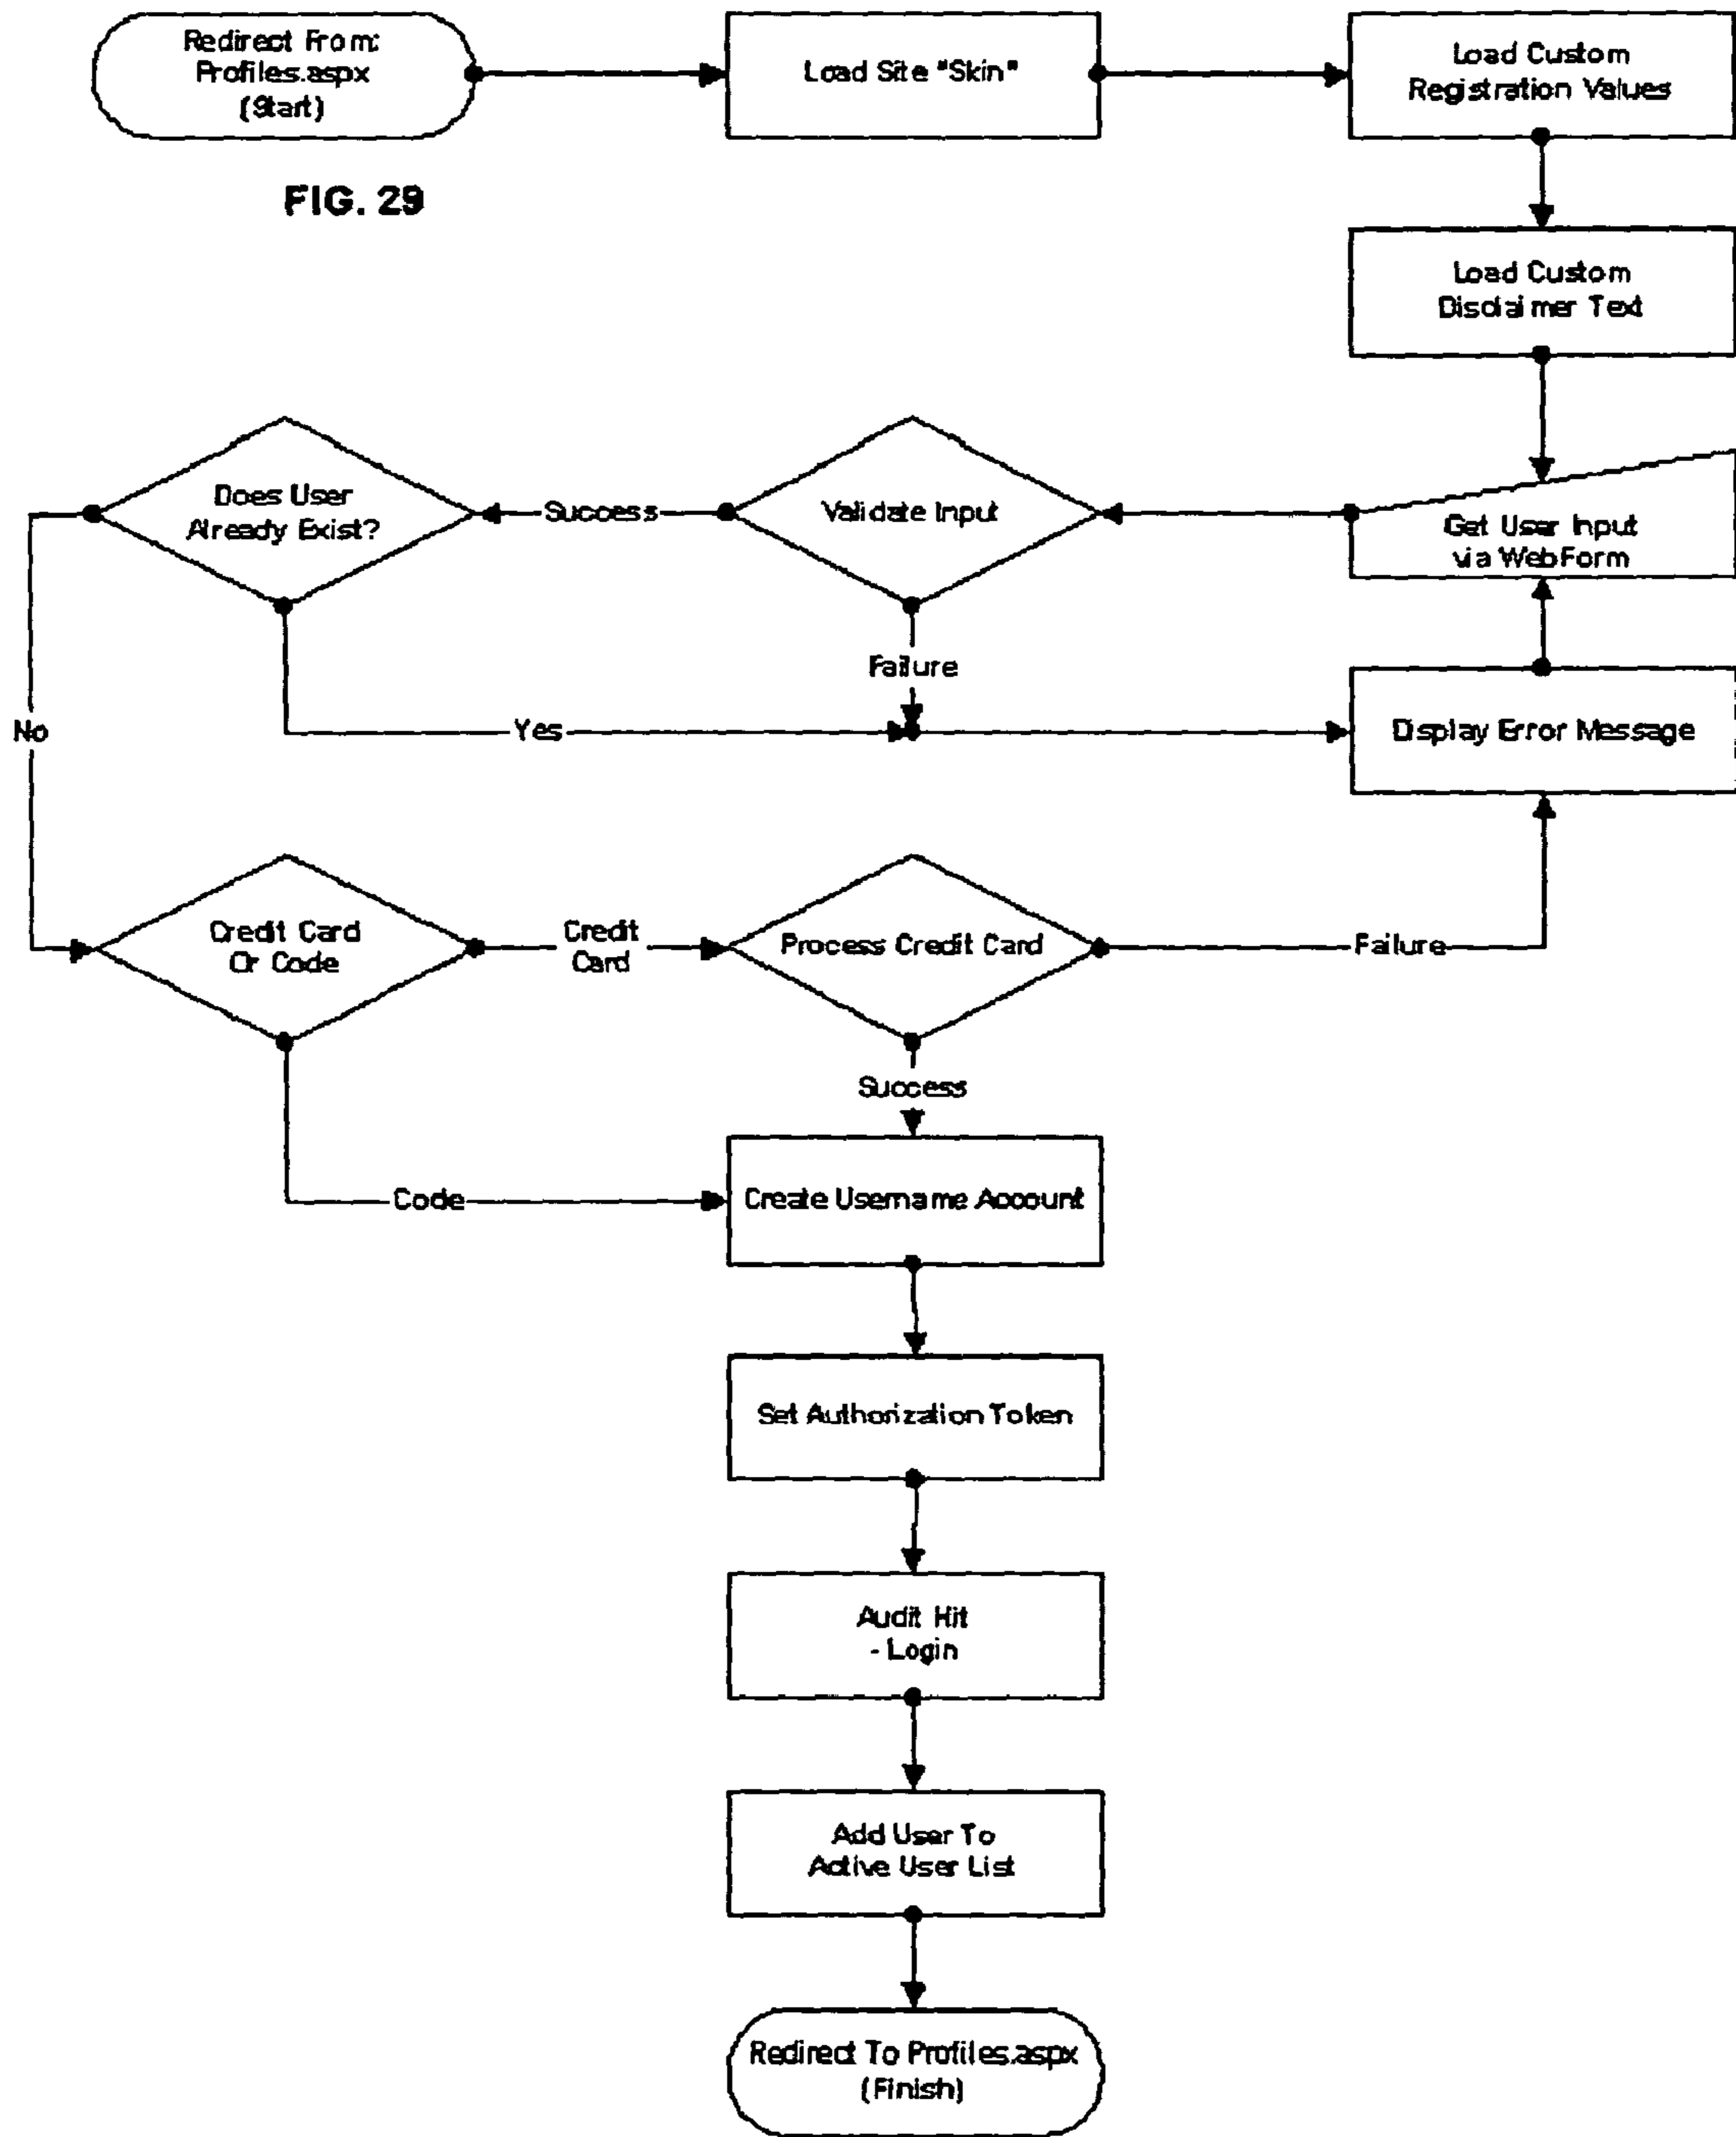 Redirect From:
Profiles.aspx
(Start)
Load Site "Skin"
Load Custom
Registration Values
FIG. 29
Load Custom
Disclaimer Text
Does User
Already Exist?
Success
Validate Input
Get User Input
via WebForm
Failure
No
Yes
Display Error Message
Credit Card
Or Code
Credit
Card
Process Credit Card
Failure
Success
Code
Create Username Account
Set Authorization Token
Audit Hit
- Login
Add User To
Active User List
Redirect To Profiles.aspx
(Finish)